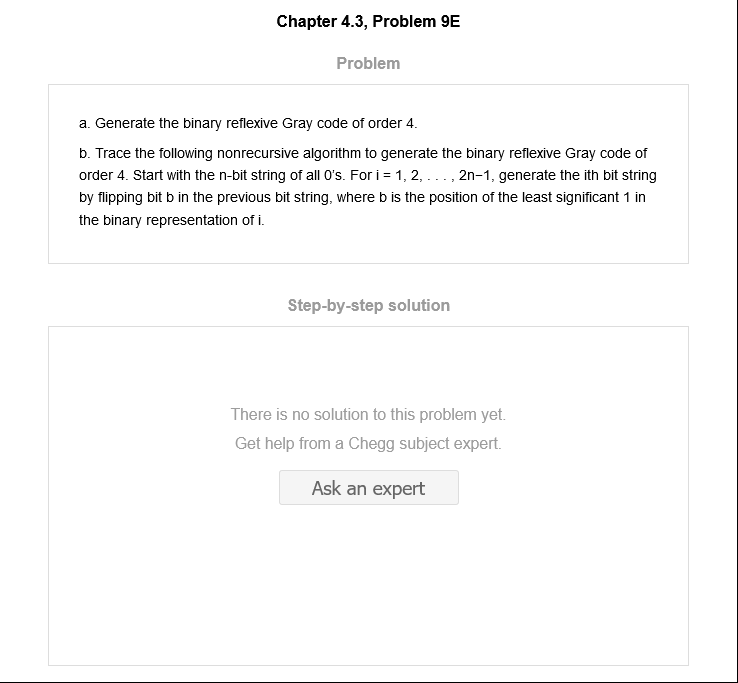 Chapter 4.3, Problem 9E
Problem
a. Generate the binary reflexive Gray code of order 4.
b. Trace the following nonrecursive algorithm to generate the binary reflexive Gray code of
order 4. Start with the n-bit string of all 0's. For i = 1, 2, . . . , 2n−1, generate the ith bit string
by flipping bit b in the previous bit string, where b is the position of the least significant 1 in
the binary representation of i.
Step-by-step solution
There is no solution to this problem yet.
Get help from a Chegg subject expert.
Ask an expert